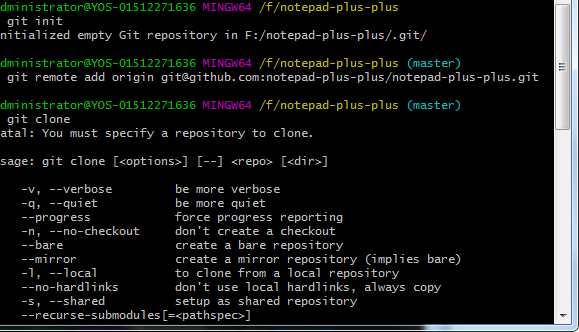 dministrator@YOS-01512271636 MINGW64 /f/notepad-plus-plus
git init
nitialized empty Git repository in F:/notepad-plus-plus/.git/
dministrator@YOS-01512271636 MINGW64 /f/notepad-plus-plus (master)
git remote add origin git@github.com:notepad-plus-plus/notepad-plus-plus.git
dministrator@YOS-01512271636 MINGW64 /f/notepad-plus-plus (master)
git clone
atal: You must specify a repository to clone.
sage: git clone [<options>] [--] <repo> [<dir>]
-v, --verbose be more verbose
-q, --quiet be more quiet
--progress force progress reporting
-n, --no-checkout don't create a checkout
--bare create a bare repository
--mirror create a mirror repository (implies bare)
-l, --local to clone from a local repository
--no-hardlinks don't use local hardlinks, always copy
-s, --shared setup as shared repository
--recurse-submodules[=<pathspec>]